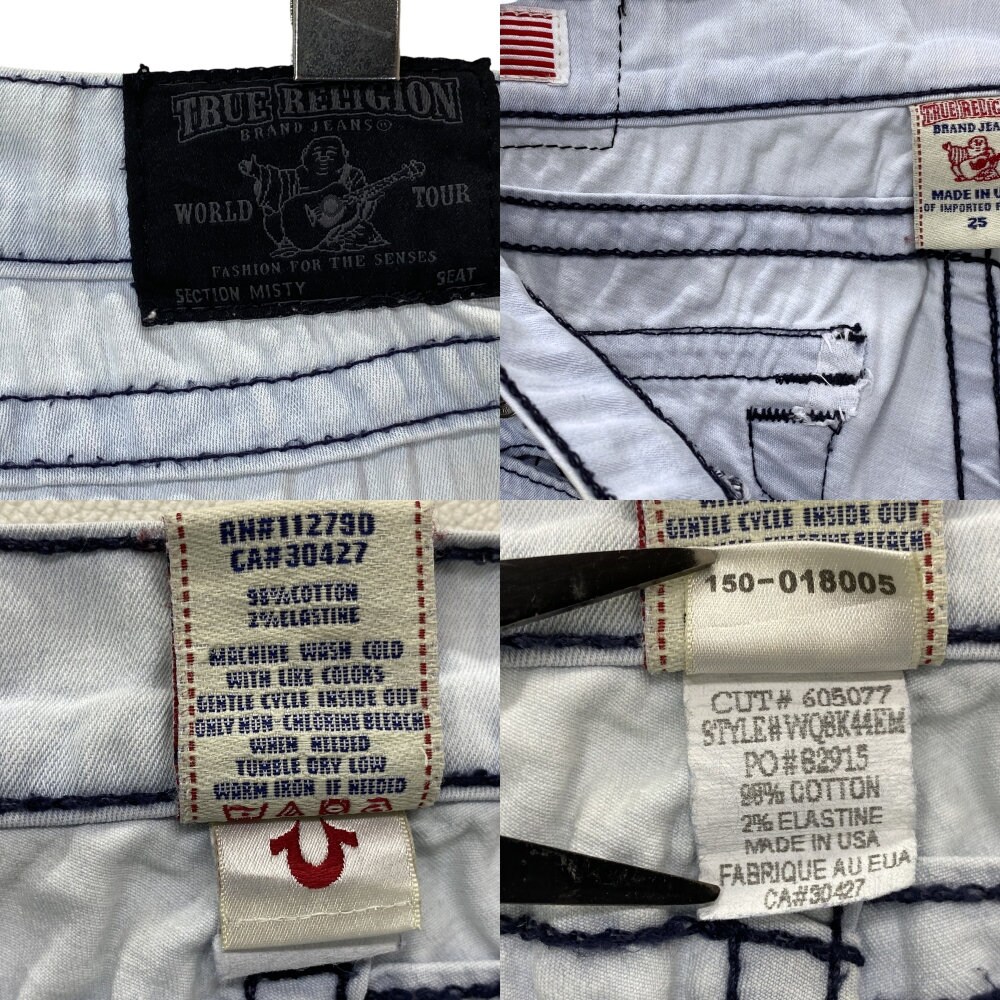 TRUE RELIGION
BRAND JEANS
WORLD TOUR
FASHION FOR THE SENSES
SECTION MISTY SEAT
TRUE RELIG
BRAND JEA
MADE IN U
OF IMPORTED F
25
RN#112790
CA#30427
98%COTTON
2%ELASTINE
MACHINE WASH COLD
WITH LIKE COLORS
GENTLE CYCLE INSIDE OUT
ONLY NON-CHLORINE BLEACH
WHEN NEEDED
TUMBLE DRY LOW
WARM IRON IF NEEDED
GENTLE CYCLE INSIDE OUT
150-018005
CUT# 605077
STYLE#WQBK44EM
PO#82915
98% COTTON
2% ELASTINE
MADE IN USA
FABRIQUE AU EUA
CA#30427